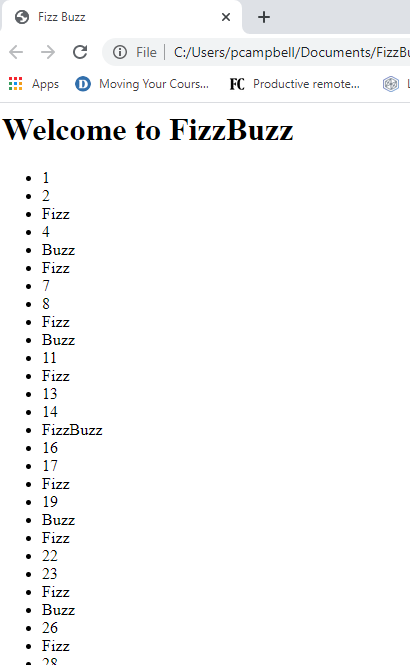 Fizz Buzz
File | C:/Users/pcampbell/Documents/FizzBu
Apps Moving Your Cours... FC Productive remote...
Welcome to FizzBuzz
1
2
Fizz
4
Buzz
Fizz
7
8
Fizz
Buzz
11
Fizz
13
14
FizzBuzz
16
17
Fizz
19
Buzz
Fizz
22
23
Fizz
Buzz
26
Fizz
28